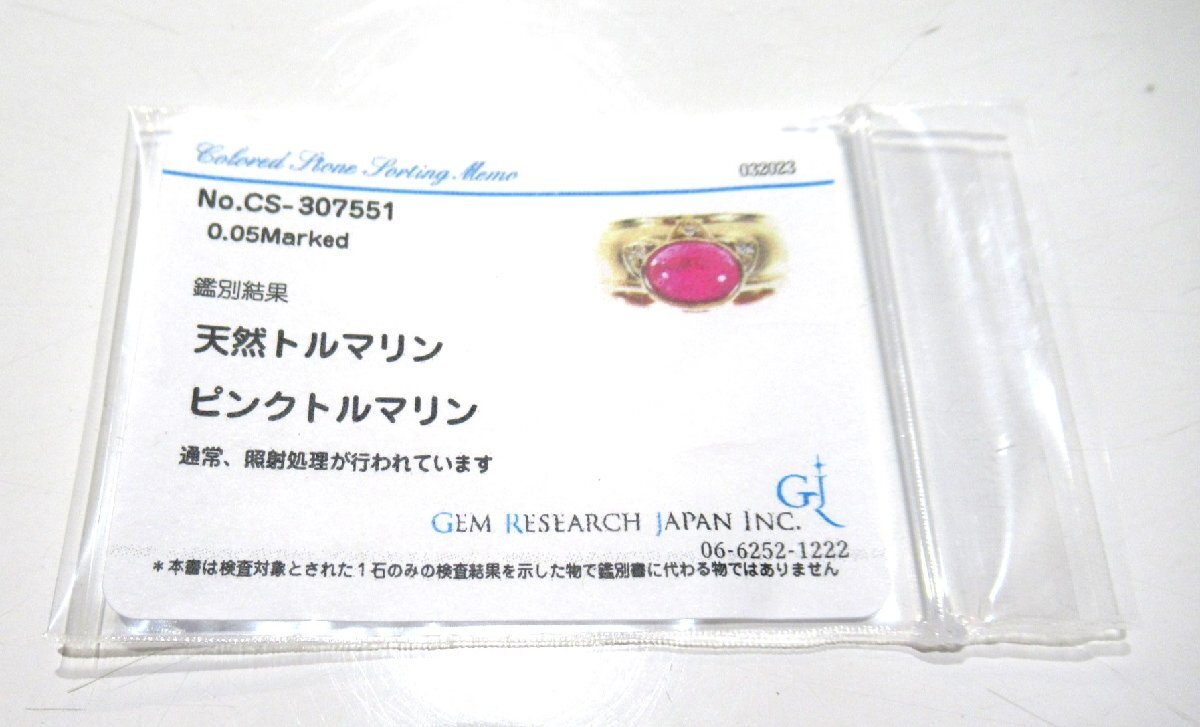 Colored Stone Sorting Memo 032023
No.CS-307551
0.05Marked
鑑別結果
天然トルマリン
ピンクトルマリン
通常、照射処理が行われています
GJ
GEM RESEARCH JAPAN INC.
06-6252-1222
*本書は検査対象とされた1石のみの検査結果を示した物で鑑別書に代わる物ではありません